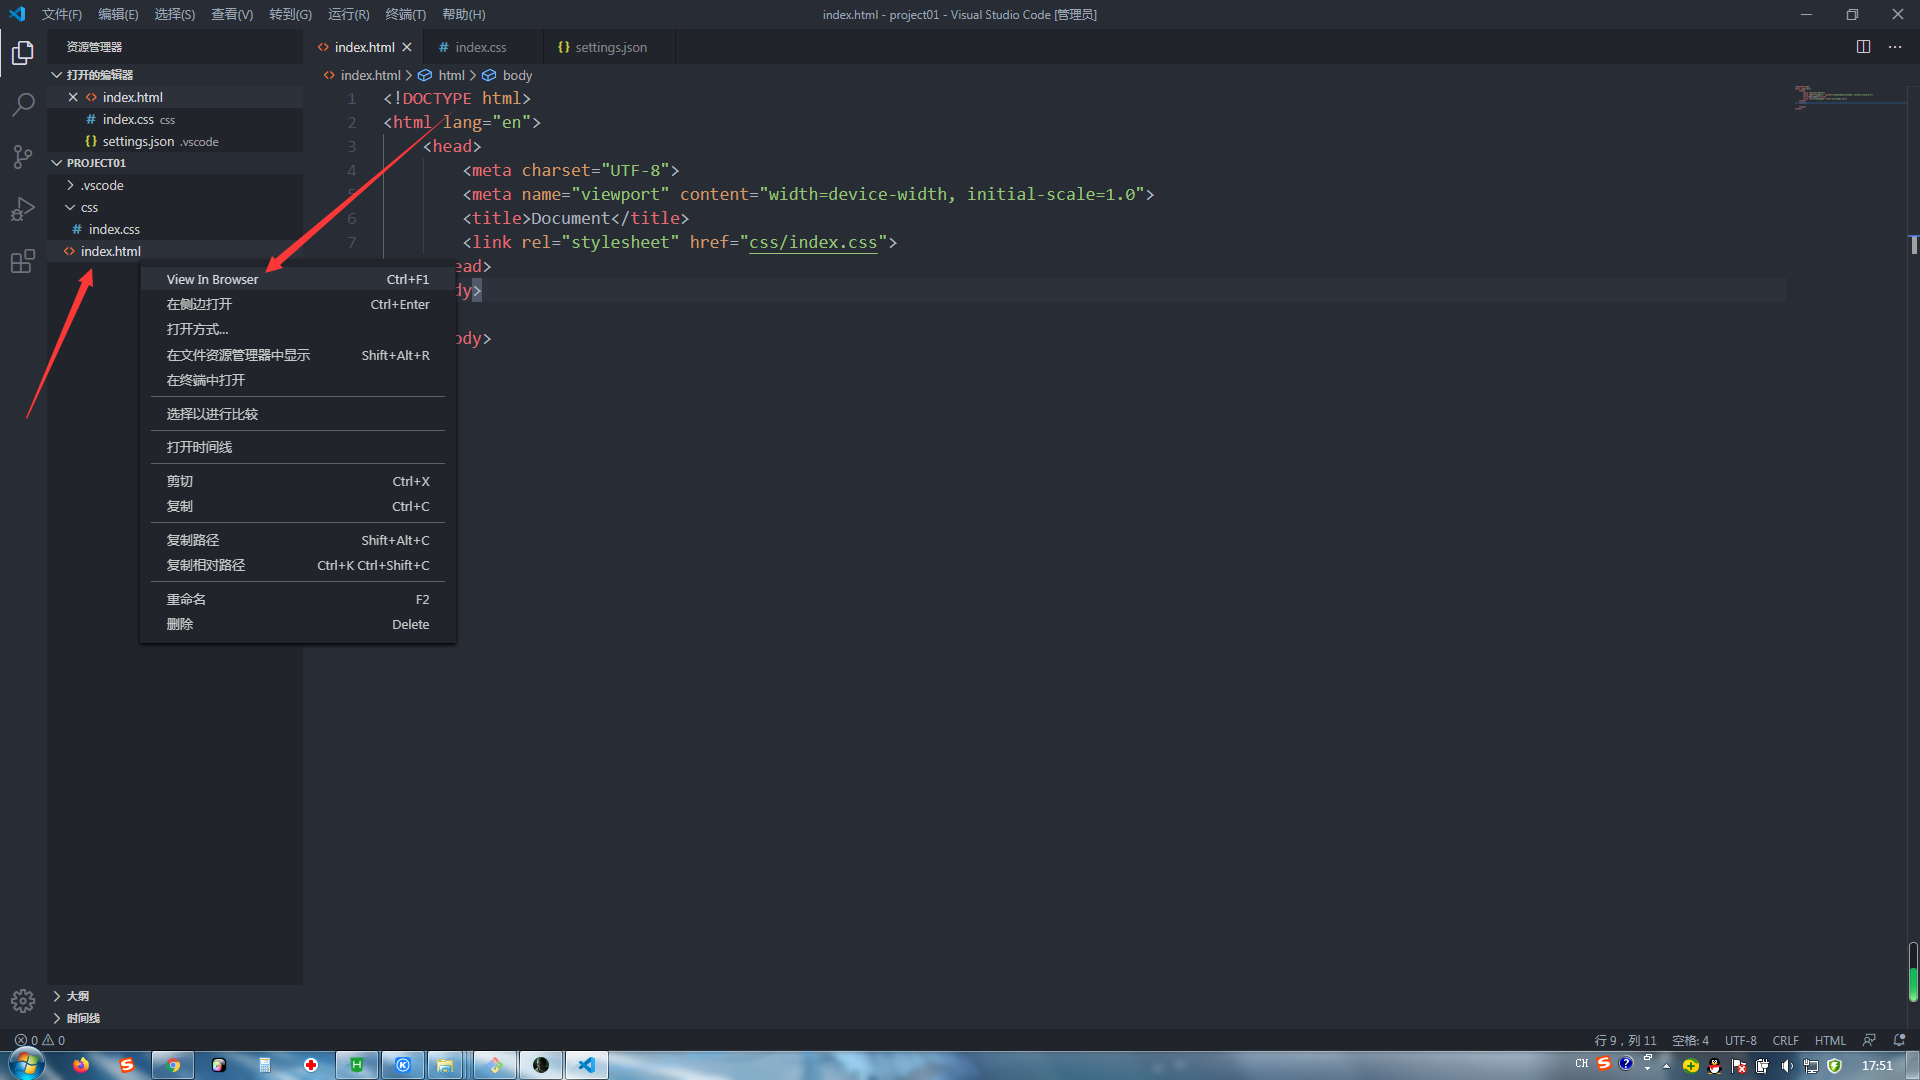 文件(F) 编辑(E) 选择(S) 查看(V) 转到(G) 运行(R) 终端(T) 帮助(H) index.html - project01 - Visual Studio Code [管理员]
资源管理器
打开的编辑器
index.html
index.css css
settings.json .vscode
PROJECT01
.vscode
css
index.css
index.html
大纲
时间线
index.html index.css settings.json
index.html > html > body
1 <!DOCTYPE html>
2 <html lang="en">
3 <head>
4 <meta charset="UTF-8">
5 <meta name="viewport" content="width=device-width, initial-scale=1.0">
6 <title>Document</title>
7 <link rel="stylesheet" href="css/index.css">
ead>
dy>
ody>
View In Browser Ctrl+F1
在侧边打开 Ctrl+Enter
打开方式...
在文件资源管理器中显示 Shift+Alt+R
在终端中打开
选择以进行比较
打开时间线
剪切 Ctrl+X
复制 Ctrl+C
复制路径 Shift+Alt+C
复制相对路径 Ctrl+K Ctrl+Shift+C
重命名 F2
删除 Delete
0 0 行 9，列 11 空格: 4 UTF-8 CRLF HTML
CH 17:51